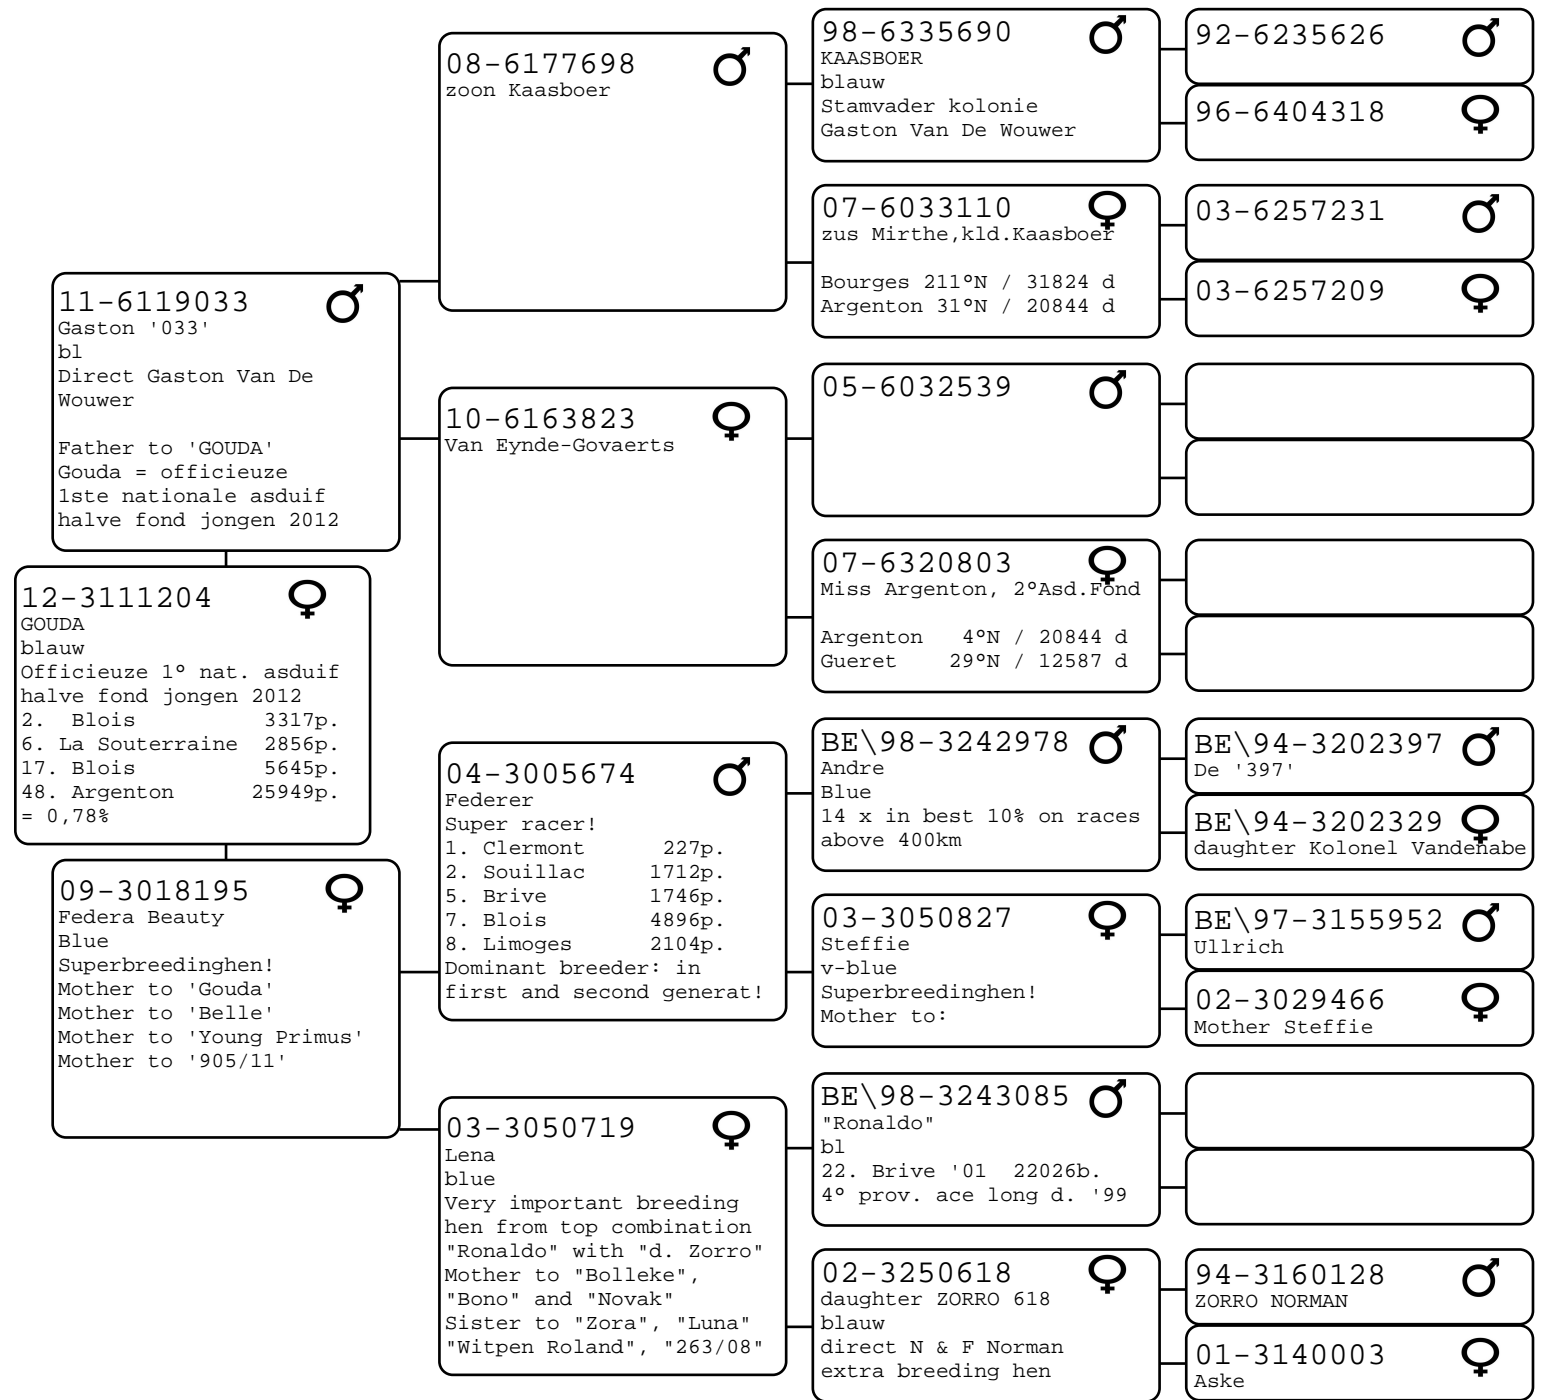 12-3111204
GOUDA
blauw
Officieuze 1º nat. asduif
halve fond jongen 2012
2. Blois 3317p.
6. La Souterraine 2856p.
17. Blois 5645p.
48. Argenton 25949p.
= 0,78%
11-6119033
Gaston '033'
bl
Direct Gaston Van De
Wouwer
Father to 'GOUDA'
Gouda = officieuze
1ste nationale asduif
halve fond jongen 2012
09-3018195
Federa Beauty
Blue
Superbreedinghen!
Mother to 'Gouda'
Mother to 'Belle'
Mother to 'Young Primus'
Mother to '905/11'
08-6177698
zoon Kaasboer
10-6163823
Van Eynde-Govaerts
04-3005674
Federer
Super racer!
1. Clermont 227p.
2. Souillac 1712p.
5. Brive 1746p.
7. Blois 4896p.
8. Limoges 2104p.
Dominant breeder: in
first and second generat!
03-3050719
Lena
blue
Very important breeding
hen from top combination
"Ronaldo" with "d. Zorro"
Mother to "Bolleke",
"Bono" and "Novak"
Sister to "Zora", "Luna"
"Witpen Roland", "263/08"
98-6335690
KAASBOER
blauw
Stamvader kolonie
Gaston Van De Wouwer
07-6033110
zus Mirthe,kld.Kaasboer
Bourges 211ºN / 31824 d
Argenton 31ºN / 20844 d
05-6032539
07-6320803
Miss Argenton, 2ºAsd.Fond
Argenton 4ºN / 20844 d
Gueret 29ºN / 12587 d
BE\98-3242978
Andre
Blue
14 x in best 10% on races
above 400km
03-3050827
Steffie
v-blue
Superbreedinghen!
Mother to:
BE\98-3243085
"Ronaldo"
bl
22. Brive '01 22026b.
4º prov. ace long d. '99
02-3250618
daughter ZORRO 618
blauw
direct N & F Norman
extra breeding hen
92-6235626
96-6404318
03-6257231
03-6257209
BE\94-3202397
De '397'
BE\94-3202329
daughter Kolonel Vandenabe
BE\97-3155952
Ullrich
02-3029466
Mother Steffie
94-3160128
ZORRO NORMAN
01-3140003
Aske